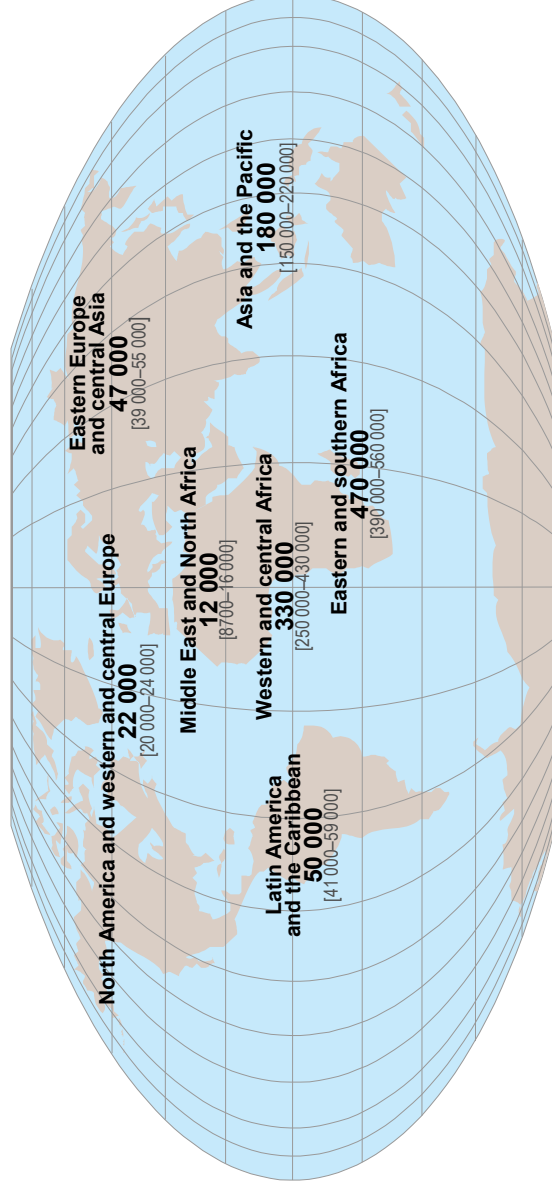 North America and western and central Europe
22 000
[20 000–24 000]
Eastern Europe
and central Asia
47 000
[39 000–55 000]
Middle East and North Africa
12 000
[8700–16 000]
Western and central Africa
330 000
[250 000–430 000]
Latin America
and the Caribbean
50 000
[41 000–59 000]
Eastern and southern Africa
470 000
[390 000–560 000]
Asia and the Pacific
180 000
[150 000–220 000]